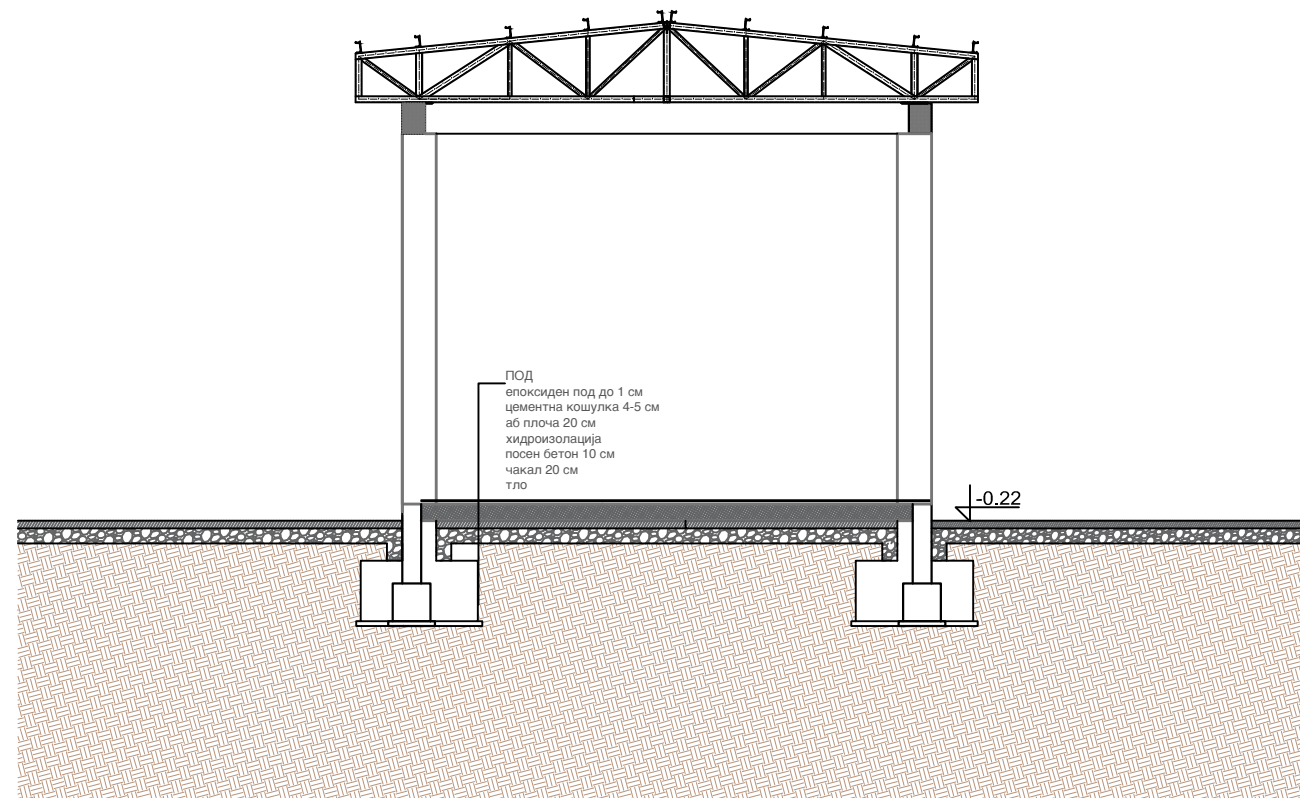 ПОД
епоксиден под до 1 см
цементна кошулка 4-5 см
аб плоча 20 см
хидроизолација
посен бетон 10 см
чакал 20 см
тло
-0.22